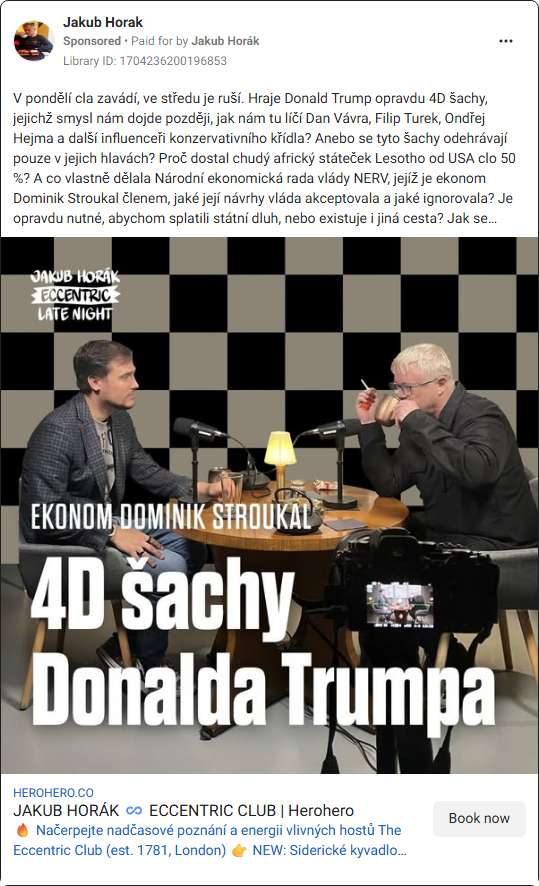 Jakub Horak
Sponsored • Paid for by Jakub Horák
Library ID: 1704236200196853
V pondělí cla zavádí, ve středu je ruší. Hraje Donald Trump opravdu 4D šachy,
jejichž smysl nám dojde později, jak nám tu líčí Dan Vávra, Filip Turek, Ondřej
Hejma a další influenceři konzervativního křídla? Anebo se tyto šachy odehrávají
pouze v jejich hlavách? Proč dostal chudý africký státeček Lesotho od USA clo 50
%? A co vlastně dělala Národní ekonomická rada vlády NERV, jejíž je ekonom
Dominik Stroukal členem, jaké její návrhy vláda akceptovala a jaké ignorovala? Je
opravdu nutné, abychom splatili státní dluh, nebo existuje i jiná cesta? Jak se...
JAKUB HORÁK
ECCENTRIC
LATE NIGHT
EKONOM DOMINIK STROUKAL
4D šachy
Donalda Trumpa
HEROHERO.CO
JAKUB HORÁK ♾️ ECCENTRIC CLUB | Herohero
🔥 Načerpejte nadčasové poznání a energii vlivných hostů The
Eccentric Club (est. 1781, London) 👉 NEW: Siderické kyvadlo...
Book now